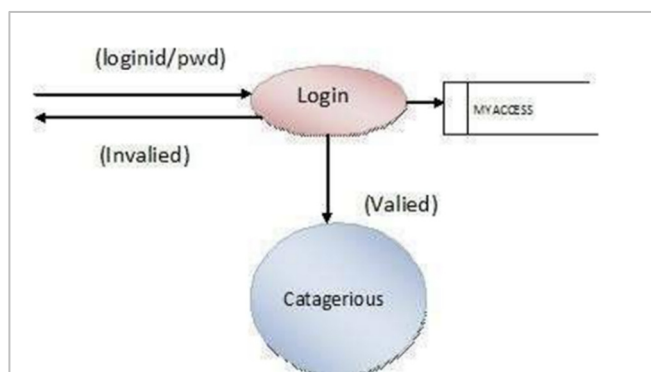 (loginid/pwd)
Login
MYACCESS
(Invalied)
(Valied)
Catagerious